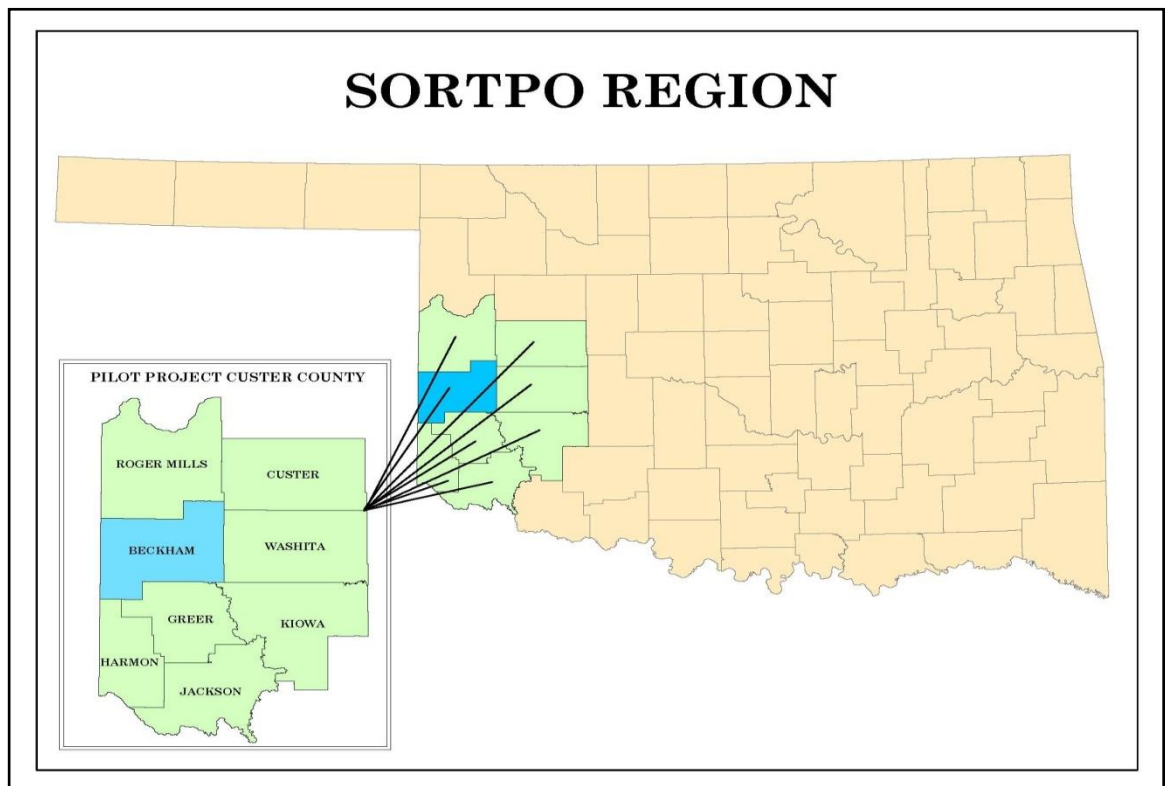 SORTPO REGION
PILOT PROJECT CUSTER COUNTY
ROGER MILLS
CUSTER
BECKHAM
WASHITA
GREER
KIOWA
HARMON
JACKSON